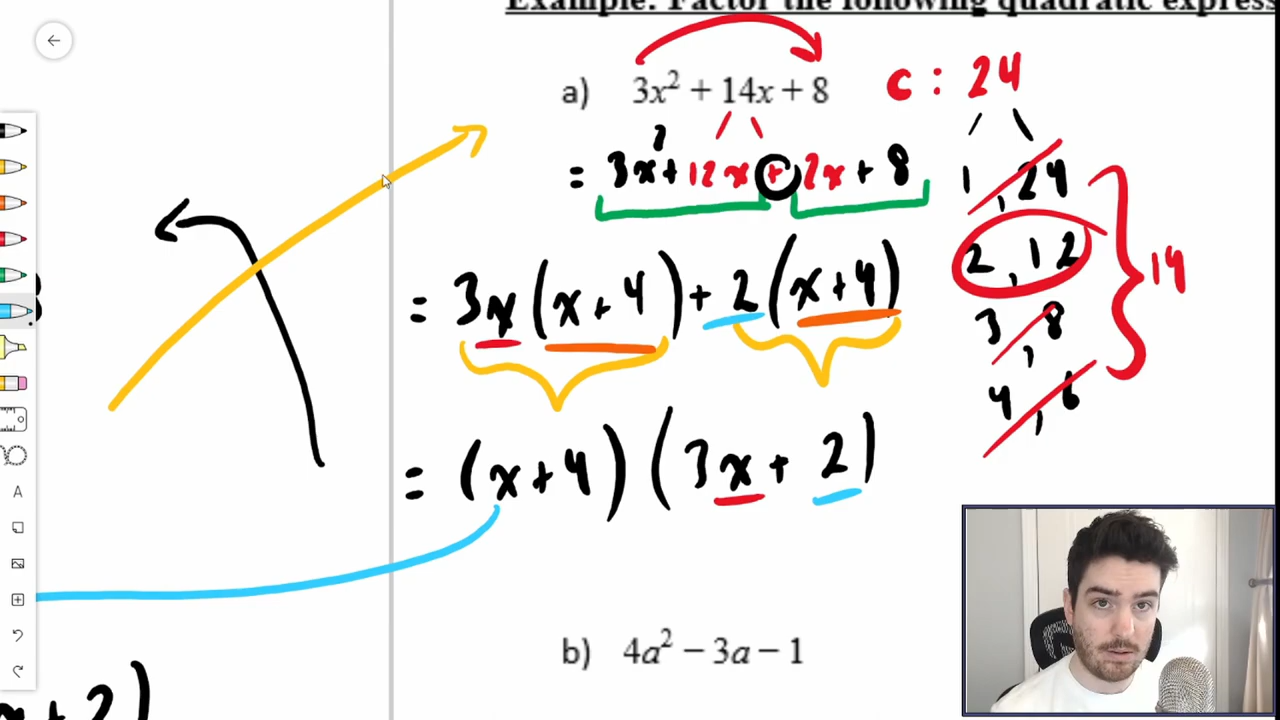 Example: Factor the following quadratic express
a) 3x² + 14x + 8
C : 24
= 3x² + 12x + 2x + 8
1, 24
2, 12
14
= 3x(x+4) + 2(x+4)
3, 8
4, 6
= (x+4)(3x+2)
b) 4a² − 3a − 1
x + 2)
A